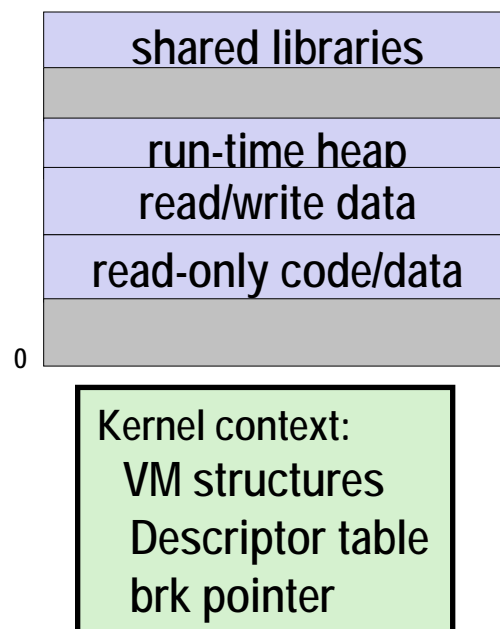 shared libraries
run-time heap
read/write data
read-only code/data
0
Kernel context:
VM structures
Descriptor table
brk pointer